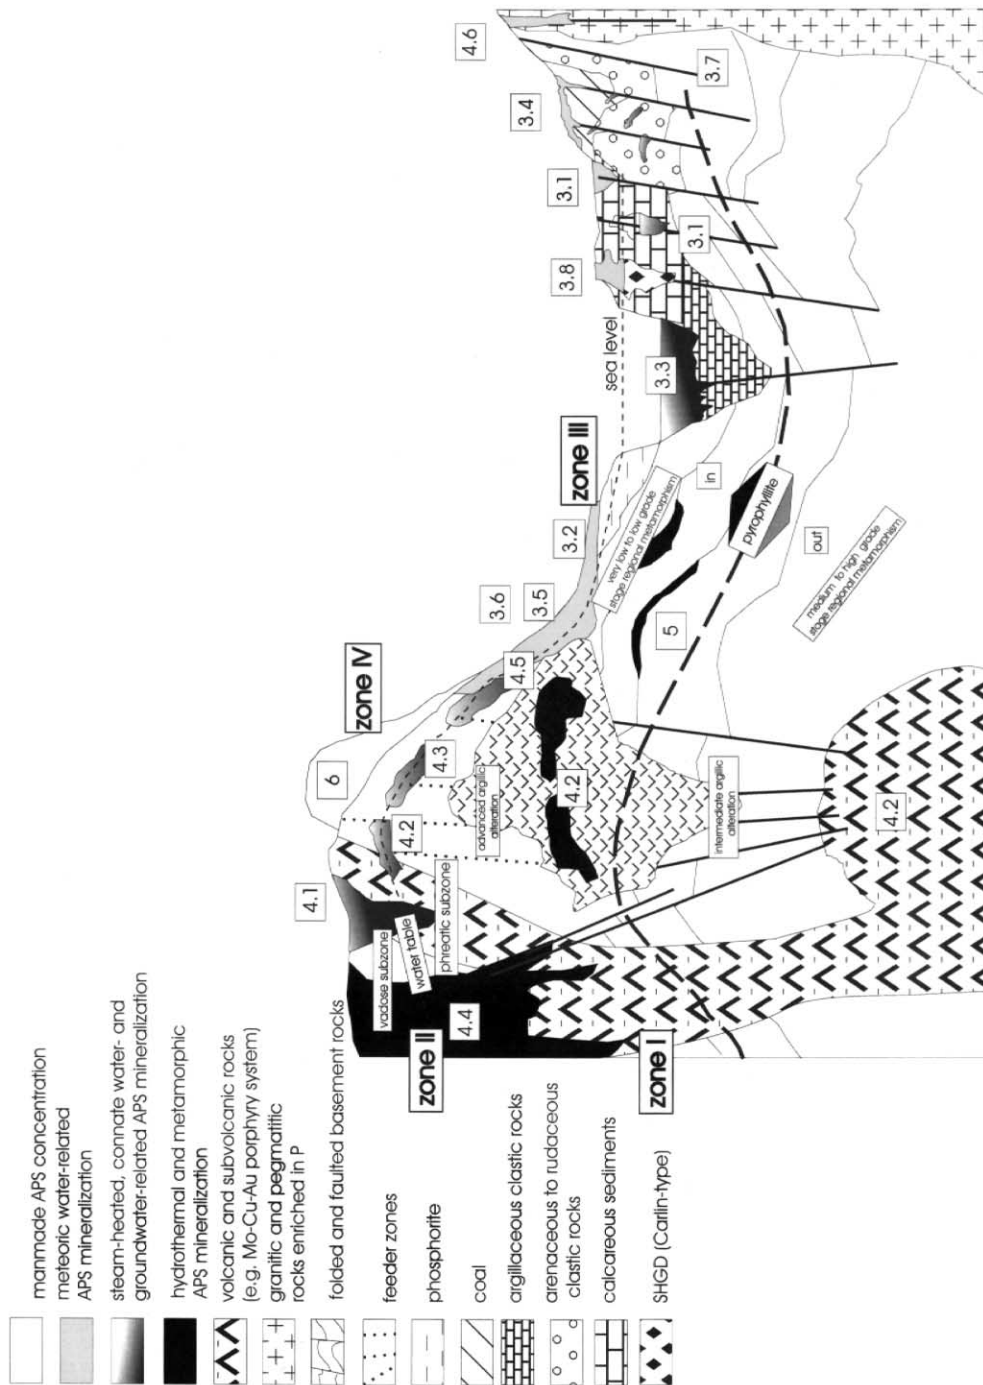 manmade APS concentration
meteoric water-related
APS mineralization
steam-heated, connate water- and
groundwater-related APS mineralization
hydrothermal and metamorphic
APS mineralization
volcanic and subvolcanic rocks
(e.g. Mo-Cu-Au porphyry system)
granitic and pegmatitic
rocks enriched in P
folded and faulted basement rocks
feeder zones
phosphorite
coal
argillaceous clastic rocks
arenaceous to rudaceous
clastic rocks
calcareous sediments
SHGD (Carlin-type)
zone II
zone I
4.4
vadose subzone
water table
phreatic subzone
4.1
4.2
6
zone IV
4.3
advanced argilic
alteration
4.2
intermediate argilic
alteration
4.2
4.5
3.6
3.5
3.2
zone III
very low to low grade
stage regional metamorphism
in
5
pyrophyllite
out
medium to high grade
stage regional metamorphism
sea level
3.3
3.8
3.1
3.1
3.4
3.7
4.6